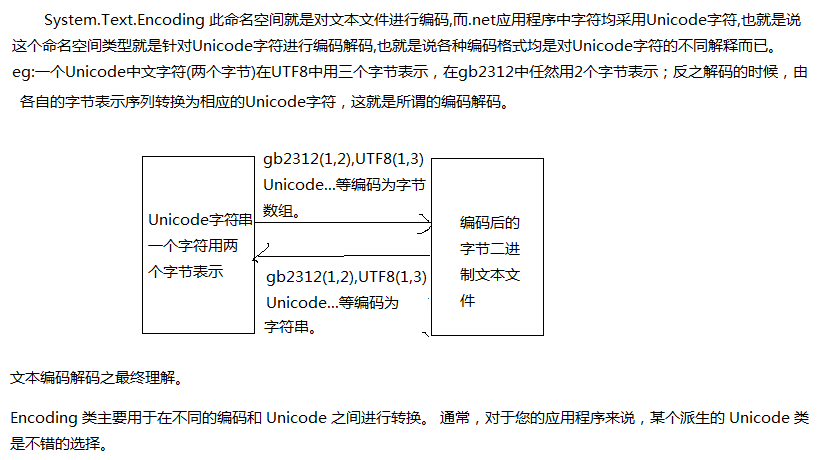 System.Text.Encoding 此命名空间就是对文本文件进行编码,而.net应用程序中字符均采用Unicode字符,也就是说
这个命名空间类型就是针对Unicode字符进行编码解码,也就是说各种编码格式均是对Unicode字符的不同解释而已。
eg:一个Unicode中文字符(两个字节)在UTF8中用三个字节表示，在gb2312中任然用2个字节表示；反之解码的时候，由
各自的字节表示序列转换为相应的Unicode字符，这就是所谓的编码解码。
gb2312(1,2),UTF8(1,3)
Unicode...等编码为字节
数组。
Unicode字符串
一个字符用两
个字节表示
编码后的
字节二进
制文本文
件
gb2312(1,2),UTF8(1,3)
Unicode...等编码为
字符串。
文本编码解码之最终理解。
Encoding 类主要用于在不同的编码和 Unicode 之间进行转换。 通常，对于您的应用程序来说，某个派生的 Unicode 类
是不错的选择。